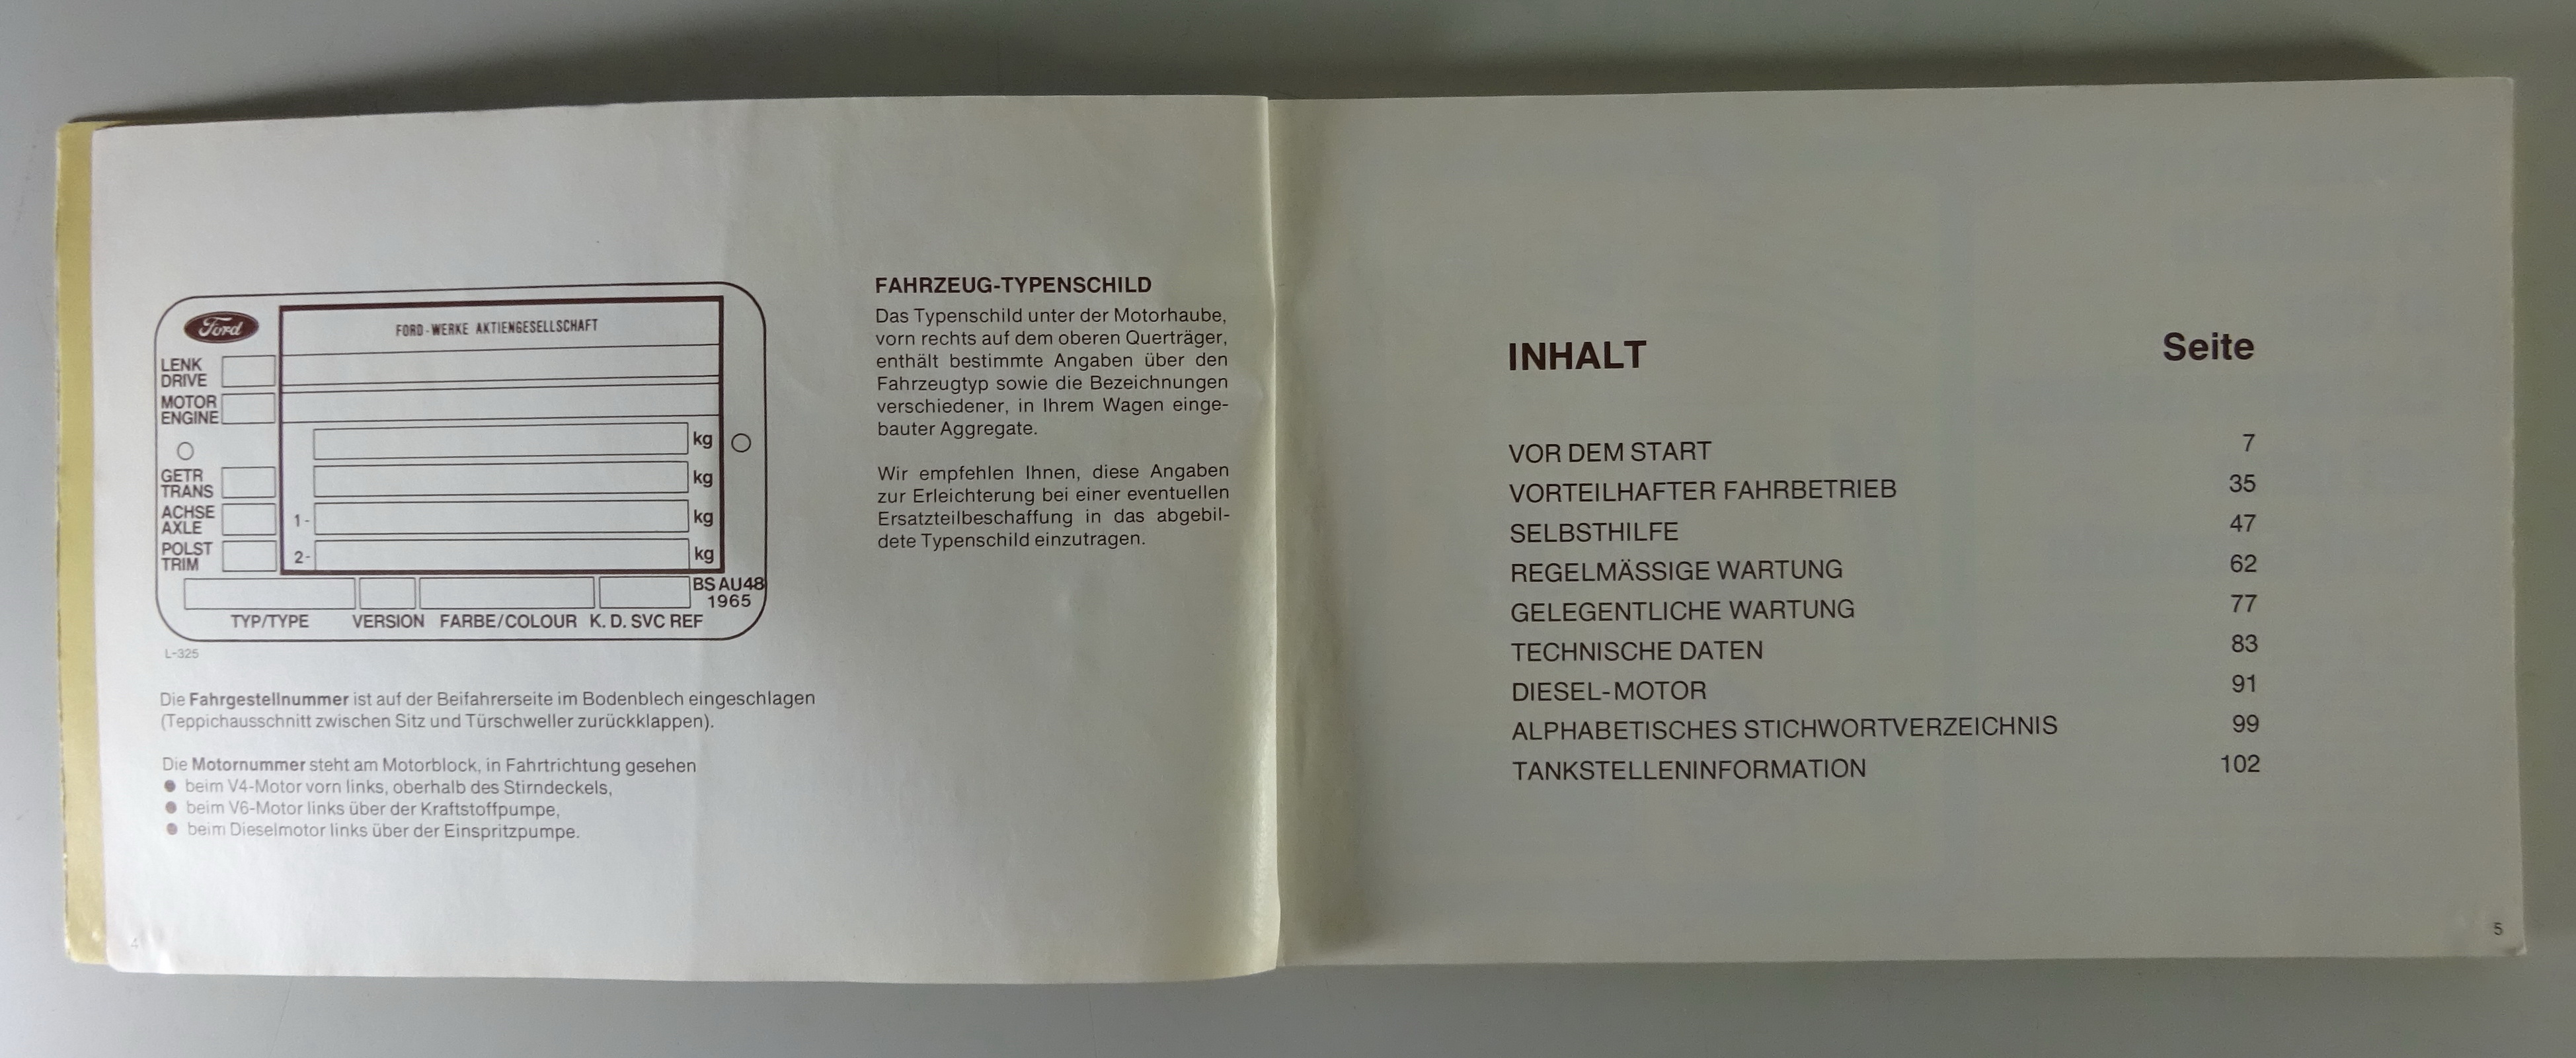 Ford
FORD-WERKE AKTIENGESELLSCHAFT
LENK
DRIVE
MOTOR
ENGINE
kg
GETR
TRANS
kg
ACHSE
AXLE
1-
kg
POLST
TRIM
2-
kg
BS AU48
1965
TYP/TYPE VERSION FARBE/COLOUR K. D. SVC REF
L-325
Die Fahrgestellnummer ist auf der Beifahrerseite im Bodenblech eingeschlagen
(Teppichausschnitt zwischen Sitz und Türschweller zurückklappen).
Die Motornummer steht am Motorblock, in Fahrtrichtung gesehen
● beim V4-Motor vorn links, oberhalb des Stirndeckels,
● beim V6-Motor links über der Kraftstoffpumpe,
● beim Dieselmotor links über der Einspritzpumpe.
4
FAHRZEUG-TYPENSCHILD
Das Typenschild unter der Motorhaube,
vorn rechts auf dem oberen Querträger,
enthält bestimmte Angaben über den
Fahrzeugtyp sowie die Bezeichnungen
verschiedener, in Ihrem Wagen einge-
bauter Aggregate.
Wir empfehlen Ihnen, diese Angaben
zur Erleichterung bei einer eventuellen
Ersatzteilbeschaffung in das abgebil-
dete Typenschild einzutragen.
INHALT Seite
VOR DEM START 7
VORTEILHAFTER FAHRBETRIEB 35
SELBSTHILFE 47
REGELMÄSSIGE WARTUNG 62
GELEGENTLICHE WARTUNG 77
TECHNISCHE DATEN 83
DIESEL-MOTOR 91
ALPHABETISCHES STICHWORTVERZEICHNIS 99
TANKSTELLENINFORMATION 102
5